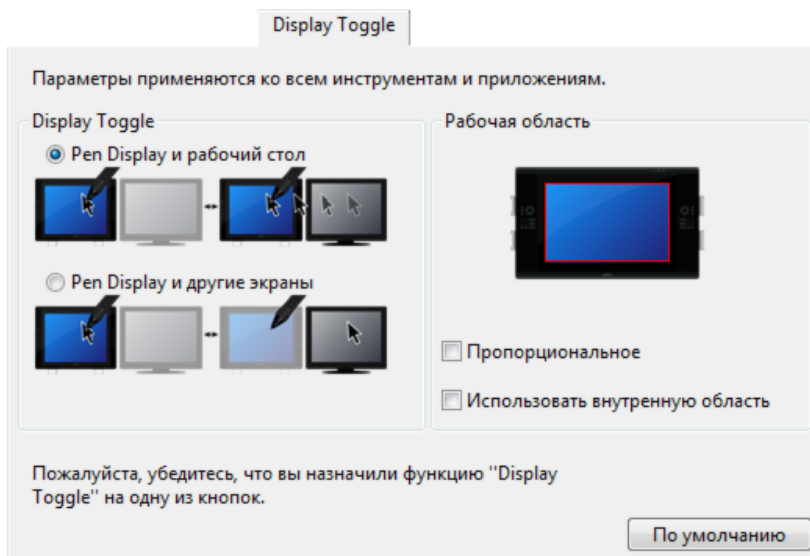 Display Toggle
Параметры применяются ко всем инструментам и приложениям.
Display Toggle
Pen Display и рабочий стол
Pen Display и другие экраны
Рабочая область
Пропорциональное
Использовать внутренную область
Пожалуйста, убедитесь, что вы назначили функцию "Display
Toggle" на одну из кнопок.
По умолчанию